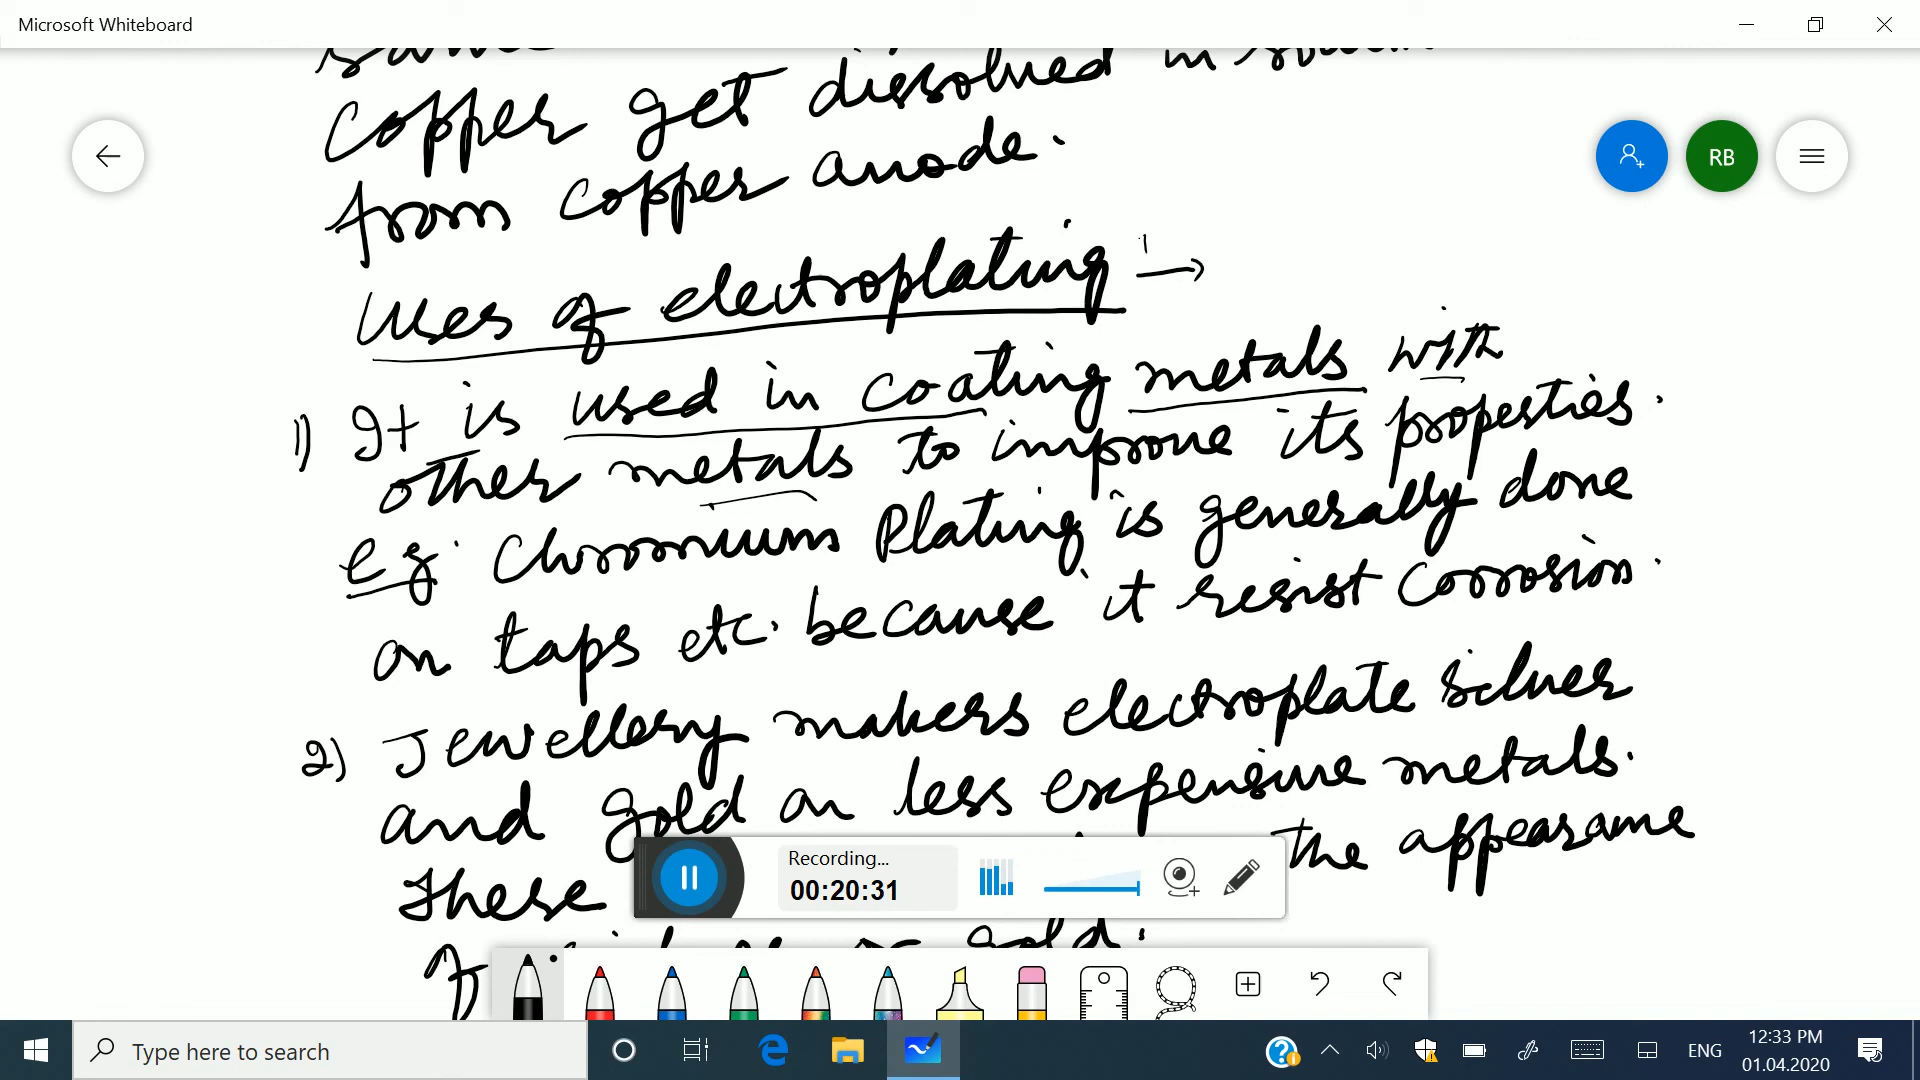 Microsoft Whiteboard
Copper get dissolved in
from copper anode.
RB
Uses of electroplating :→
1) It is used in coating metals with
other metals to improve its properties.
e.g. Chromium Plating is generally done
on taps etc. because it resist corrosion.
2) Jewellery makers electroplate silver
and gold on less expensive metals.
These the appearance
or gold.
Recording...
00:20:31
Type here to search
ENG
12:33 PM
01.04.2020